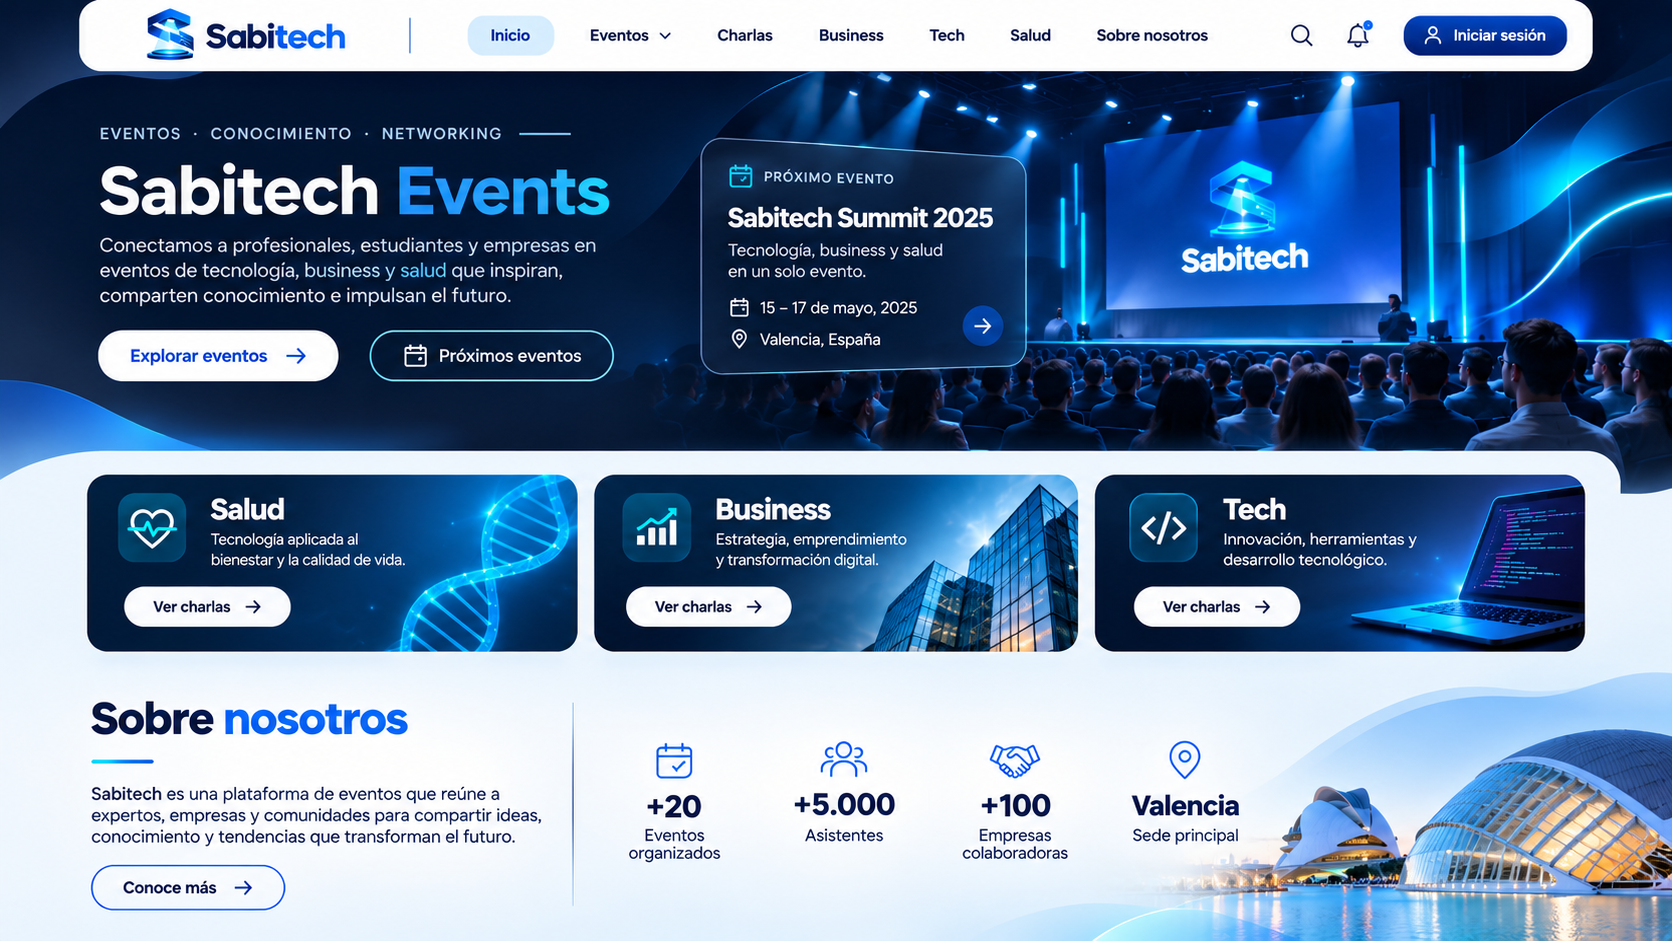 Sabitech
Inicio
Eventos
Charlas
Business
Tech
Salud
Sobre nosotros
Iniciar sesión
EVENTOS · CONOCIMIENTO · NETWORKING
Sabitech Events
Conectamos a profesionales, estudiantes y empresas en
eventos de tecnología, business y salud que inspiran,
comparten conocimiento e impulsan el futuro.
Explorar eventos
Próximos eventos
PRÓXIMO EVENTO
Sabitech Summit 2025
Tecnología, business y salud
en un solo evento.
15 – 17 de mayo, 2025
Valencia, España
Sabitech
Salud
Tecnología aplicada al
bienestar y la calidad de vida.
Ver charlas
Business
Estrategia, emprendimiento
y transformación digital.
Ver charlas
Tech
Innovación, herramientas y
desarrollo tecnológico.
Ver charlas
Sobre nosotros
Sabitech es una plataforma de eventos que reúne a
expertos, empresas y comunidades para compartir ideas,
conocimiento y tendencias que transforman el futuro.
Conoce más
+20
Eventos
organizados
+5.000
Asistentes
+100
Empresas
colaboradoras
Valencia
Sede principal